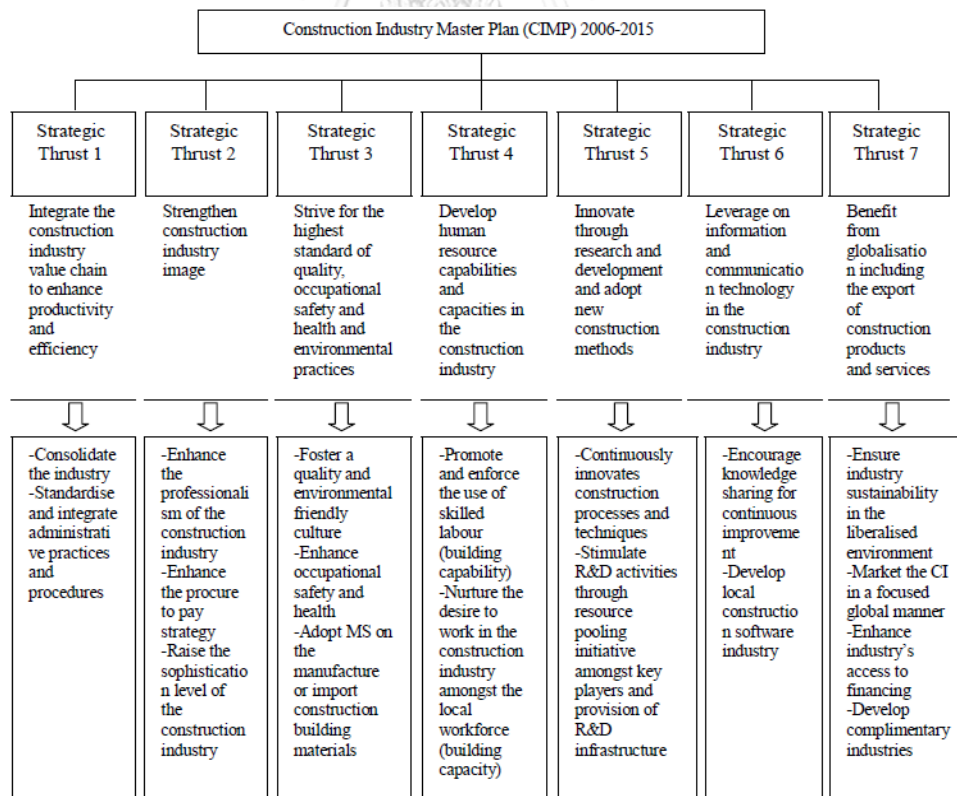 Construction Industry Master Plan (CIMP) 2006-2015
Strategic
Thrust 1
Strategic
Thrust 2
Strategic
Thrust 3
Strategic
Thrust 4
Strategic
Thrust 5
Strategic
Thrust 6
Strategic
Thrust 7
Integrate the
construction
industry
value chain
to enhance
productivity
and
efficiency
Strengthen
construction
industry
image
Strive for the
highest
standard of
quality,
occupational
safety and
health and
environmental
practices
Develop
human
resource
capabilities
and
capacities in
the
construction
industry
Innovate
through
research and
development
and adopt
new
construction
methods
Leverage on
information
and
communicatio
n technology
in the
construction
industry
Benefit
from
globalisatio
n including
the export
of
construction
products
and services
-Consolidate
the industry
-Standardise
and integrate
administrati
ve practices
and
procedures
-Enhance
the
professionali
sm of the
construction
industry
-Enhance
the procure
to pay
strategy
-Raise the
sophisticatio
n level of
the
construction
industry
-Foster a
quality and
environmental
friendly
culture
-Enhance
occupational
safety and
health
-Adopt MS on
the
manufacture
or import
construction
building
materials
-Promote
and enforce
the use of
skilled
labour
(building
capability)
-Nurture the
desire to
work in the
construction
industry
amongst the
local
workforce
(building
capacity)
-Continuously
innovates
construction
processes and
techniques
-Stimulate
R&D activities
through
resource
pooling
initiative
amongst key
players and
provision of
R&D
infrastructure
-Encourage
knowledge
sharing for
continuous
improveme
nt
-Develop
local
constructio
n software
industry
-Ensure
industry
sustainability
in the
liberalised
environment
-Market the CI
in a focused
global manner
-Enhance
industry's
access to
financing
-Develop
complimentary
industries